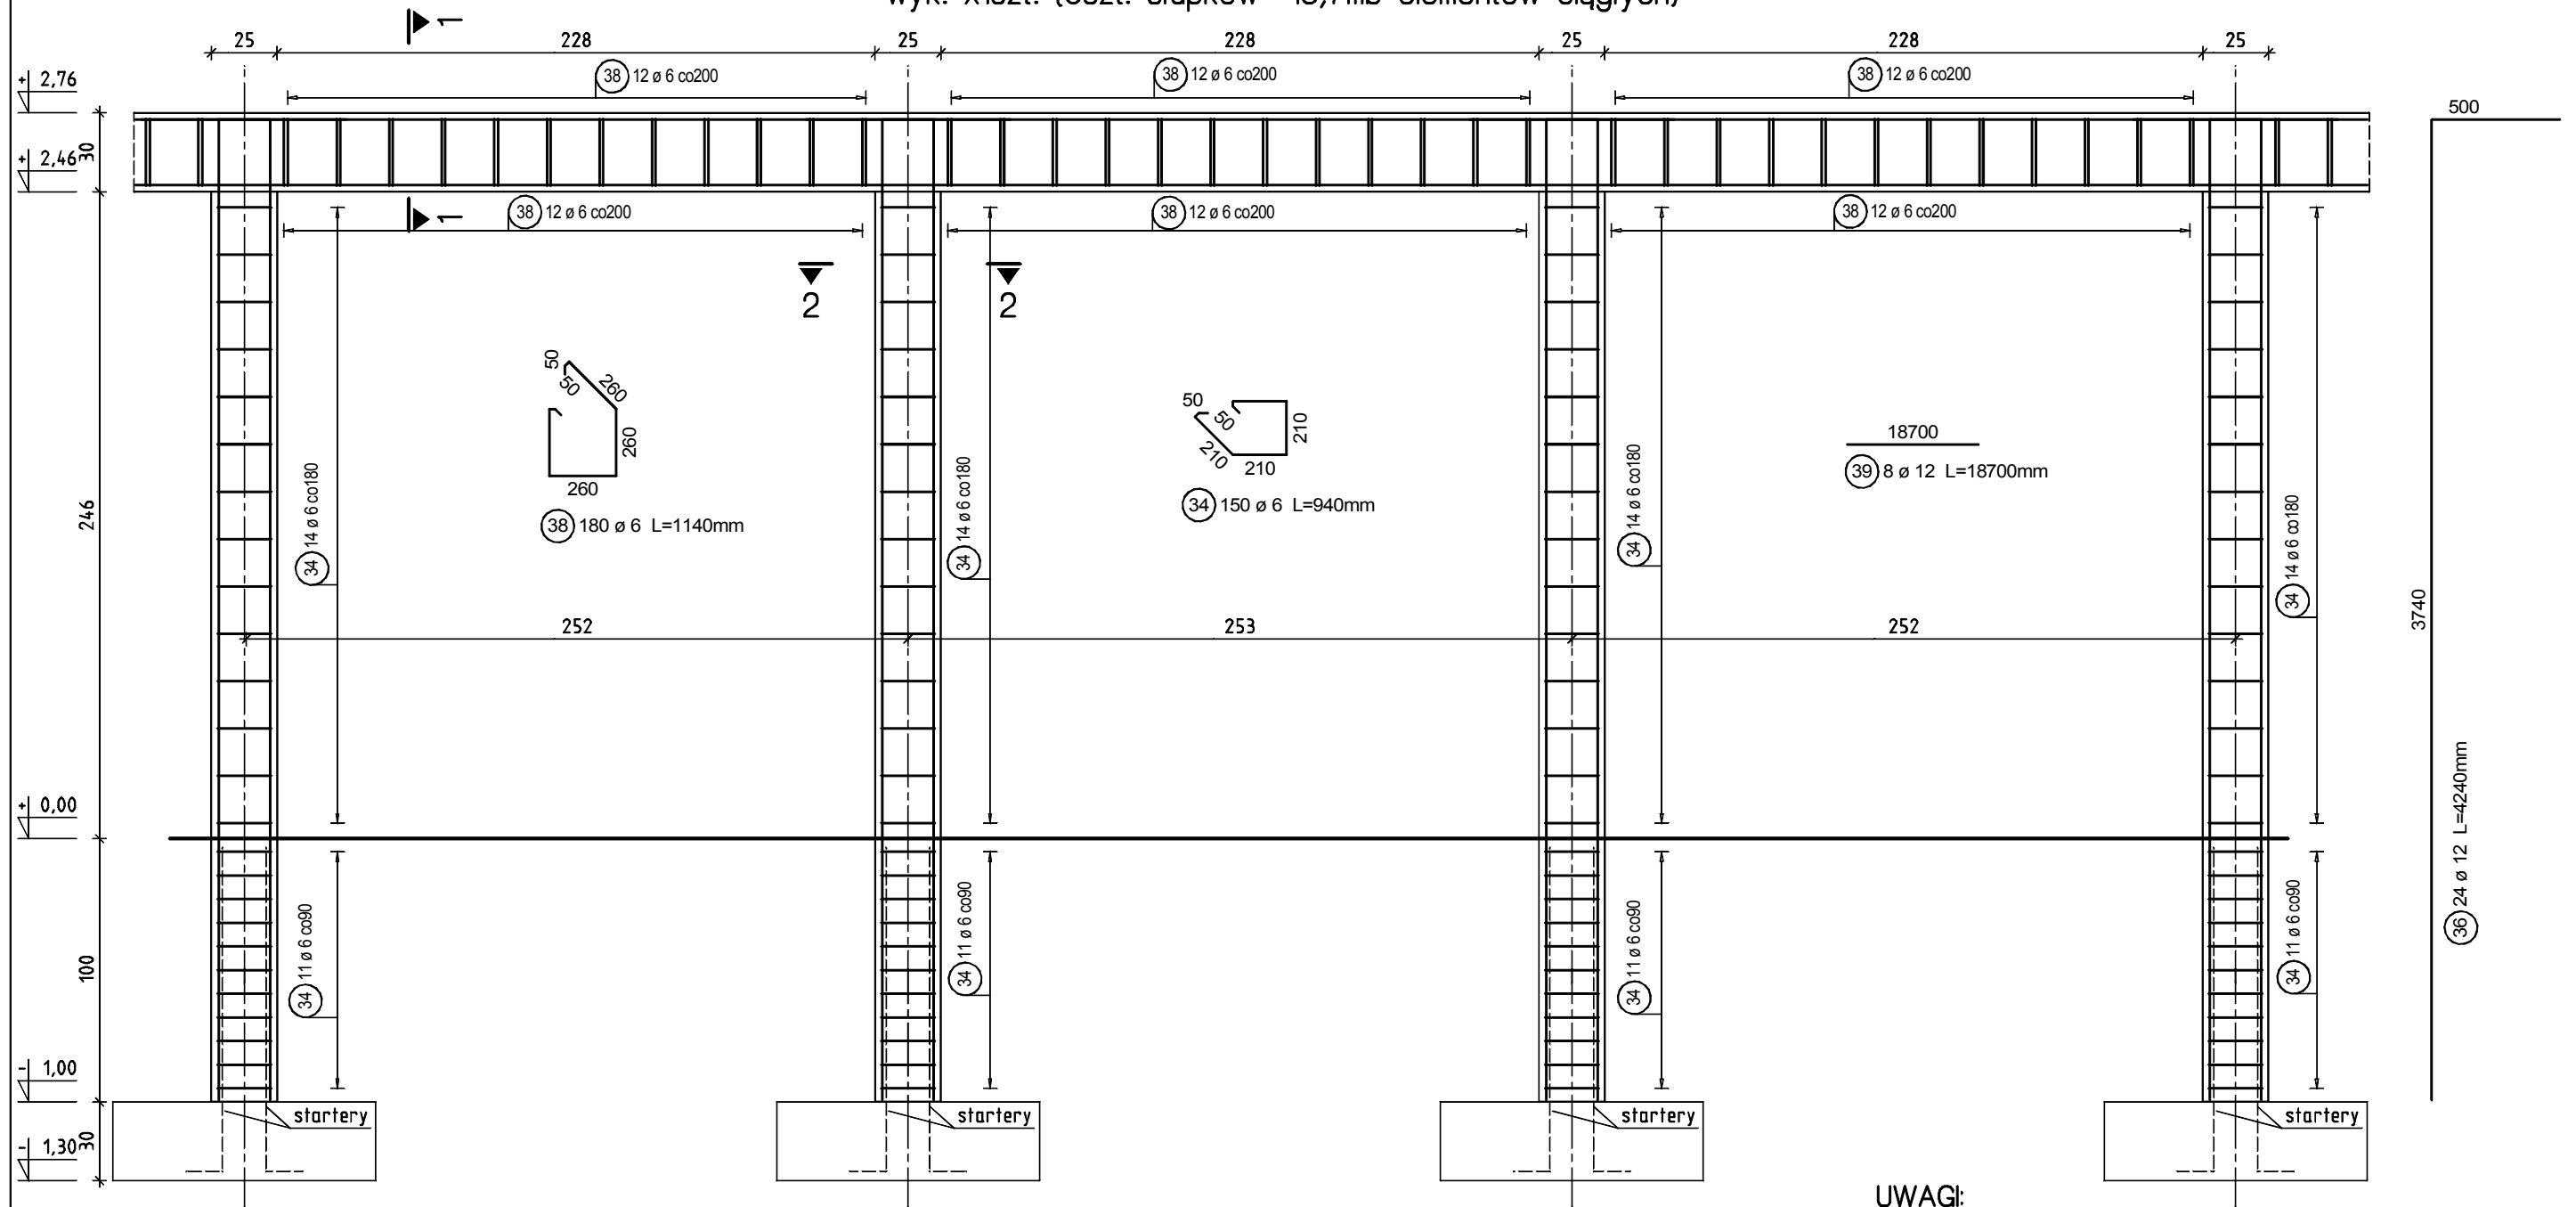 25 228 25 228 25 228 25
1
38 12 ø 6 co200
38 12 ø 6 co200
38 12 ø 6 co200
+ 2,76
30
+ 2,46
500
1
38 12 ø 6 co200
38 12 ø 6 co200
38 12 ø 6 co200
2 2
50
50
260
260
260
38 180 ø 6 L=1140mm
50
50
210
210
210
34 150 ø 6 L=940mm
18700
39 8 ø 12 L=18700mm
246
34 14 ø 6 co180
34 14 ø 6 co180
34 14 ø 6 co180
34 14 ø 6 co180
3740
252 253 252
36 24 ø 12 L=4240mm
+ 0,00
100
34 11 ø 6 co90
34 11 ø 6 co90
34 11 ø 6 co90
34 11 ø 6 co90
- 1,00
startery
startery
startery
startery
30
- 1,30
UWAGI: